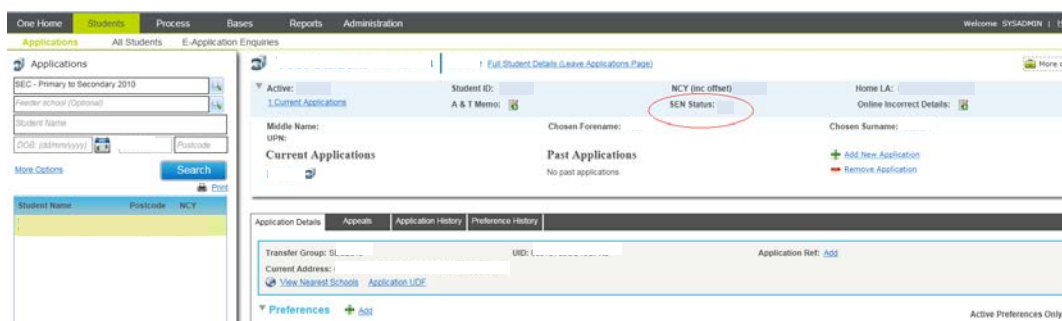 One Home Students Process Bases Reports Administration Welcome SYSADMIN |
Applications All Students E-Application Enquiries
Applications
SEC - Primary to Secondary 2010
Feeder school (Optional)
Student Name
DOB: (dd/mm/yyyy) Postcode
More Options Search
Print
Student Name Postcode NCY
Full Student Details (Leave Applications Page) More
Active: Student ID: NCY (inc offset) Home LA:
1 Current Applications A & T Memo: SEN Status: Online Incorrect Details:
Middle Name: Chosen Forename: Chosen Surname:
UPN:
Current Applications Past Applications Add New Application
No past applications Remove Application
Application Details Appeals Application History Preference History
Transfer Group: UID: Application Ref: Add
Current Address:
View Nearest Schools Application UDF
Preferences Add Active Preferences Only